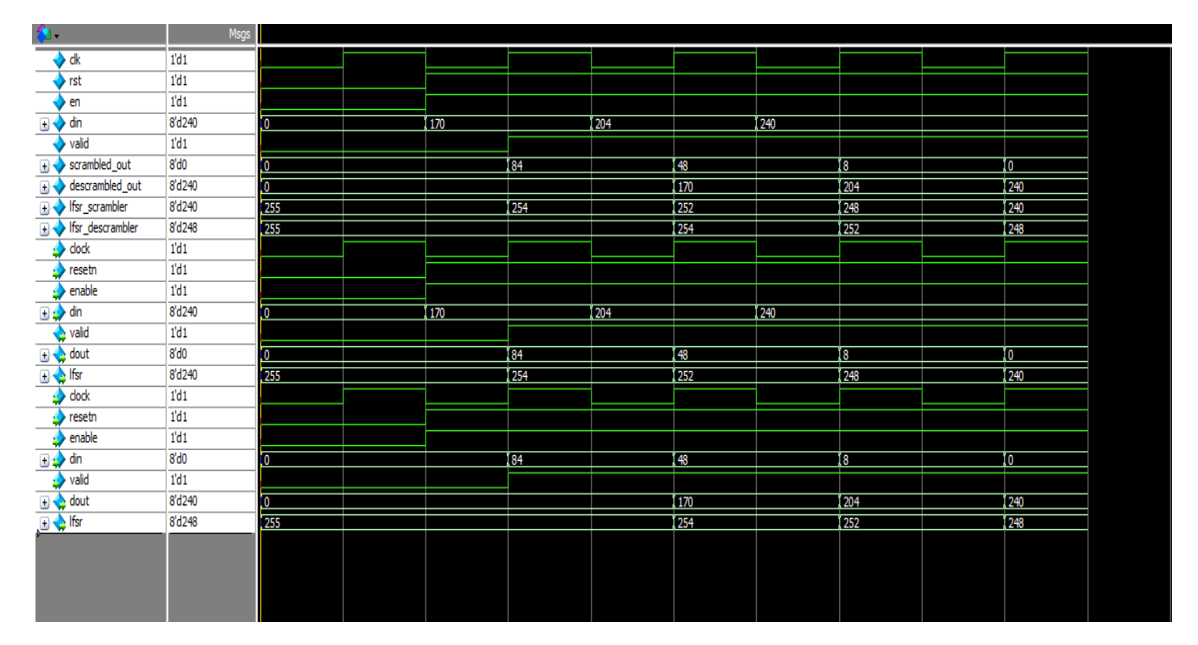 Msgs
clk 1'd1
rst 1'd1
en 1'd1
din 8'd240 0 170 204 240
valid 1'd1
scrambled_out 8'd0 0 84 48 8 0
descrambled_out 8'd240 0 170 204 240
lfsr_scrambler 8'd240 255 254 252 248 240
lfsr_descrambler 8'd248 255 254 252 248
clock 1'd1
resetn 1'd1
enable 1'd1
din 8'd240 0 170 204 240
valid 1'd1
dout 8'd0 0 84 48 8 0
lfsr 8'd240 255 254 252 248 240
clock 1'd1
resetn 1'd1
enable 1'd1
din 8'd0 0 84 48 8 0
valid 1'd1
dout 8'd240 0 170 204 240
lfsr 8'd248 255 254 252 248